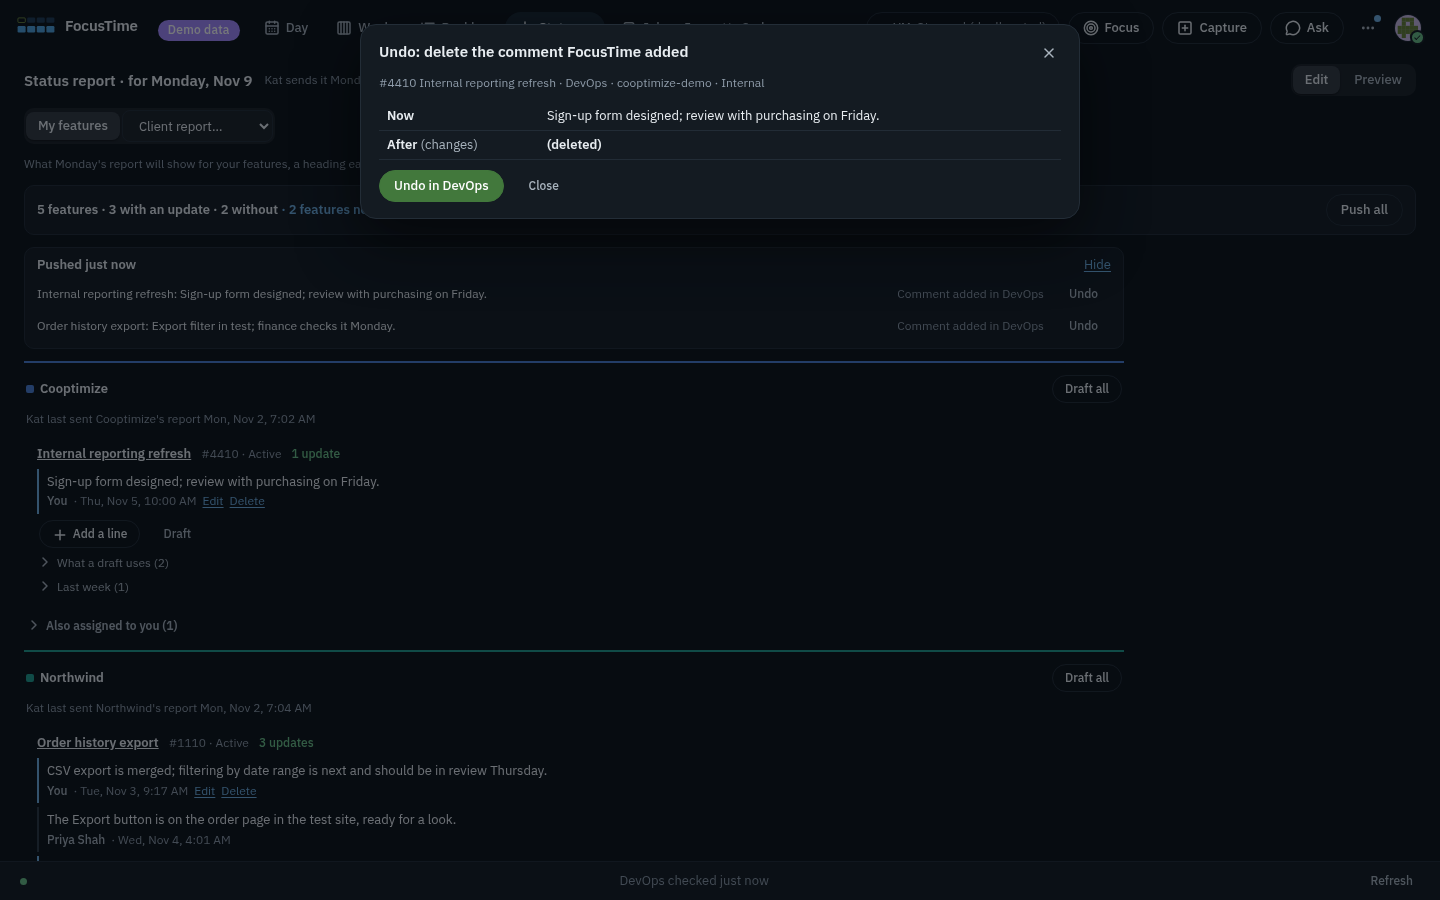 FocusTime
Demo data
Day
Focus
Capture
Ask
Undo: delete the comment FocusTime added
#4410 Internal reporting refresh · DevOps · cooptimize-demo · Internal
Now
Sign-up form designed; review with purchasing on Friday.
After (changes)
(deleted)
Undo in DevOps
Close
Status report · for Monday, Nov 9
Kat sends it Mond
Edit
Preview
My features
Client report...
What Monday's report will show for your features, a heading
5 features · 3 with an update · 2 without · 2 features
Push all
Pushed just now
Hide
Internal reporting refresh: Sign-up form designed; review with purchasing on Friday.
Comment added in DevOps
Undo
Order history export: Export filter in test; finance checks it Monday.
Comment added in DevOps
Undo
Cooptimize
Draft all
Kat last sent Cooptimize's report Mon, Nov 2, 7:02 AM
Internal reporting refresh #4410 · Active 1 update
Sign-up form designed; review with purchasing on Friday.
You · Thu, Nov 5, 10:00 AM Edit Delete
Add a line
Draft
What a draft uses (2)
Last week (1)
Also assigned to you (1)
Northwind
Draft all
Kat last sent Northwind's report Mon, Nov 2, 7:04 AM
Order history export #1110 · Active 3 updates
CSV export is merged; filtering by date range is next and should be in review Thursday.
You · Tue, Nov 3, 9:17 AM Edit Delete
The Export button is on the order page in the test site, ready for a look.
Priya Shah · Wed, Nov 4, 4:01 AM
DevOps checked just now
Refresh